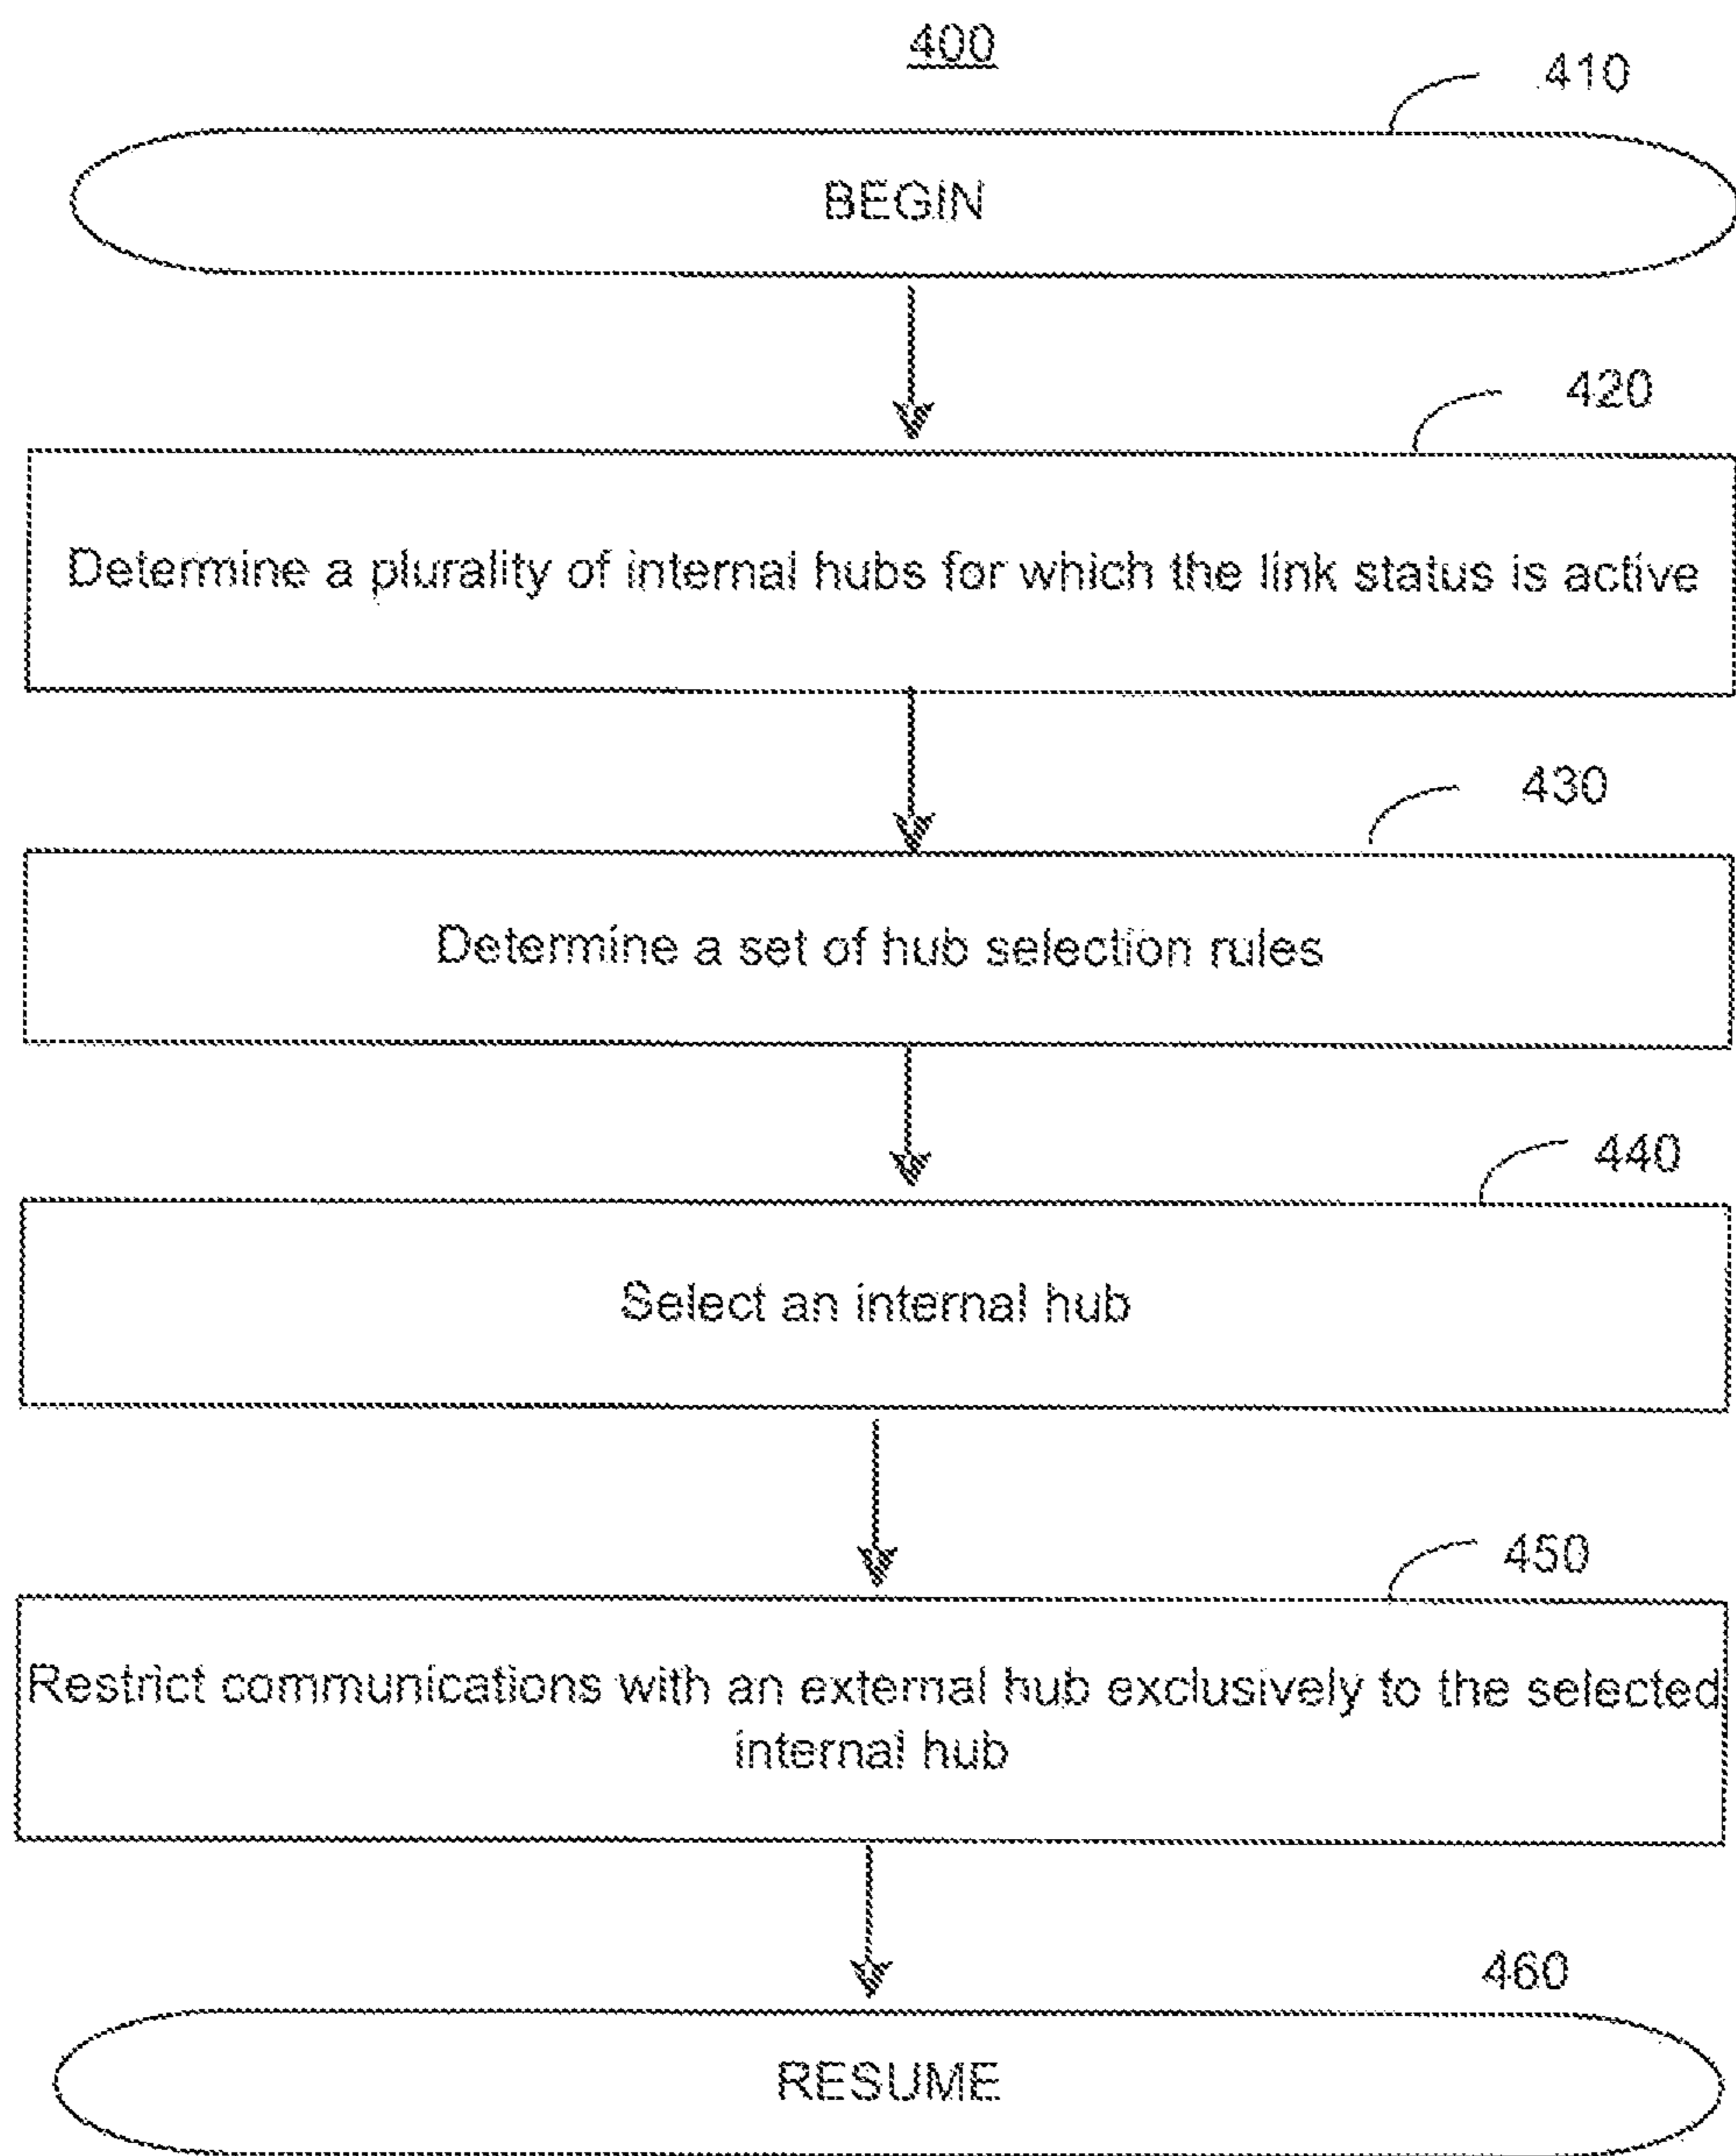 400
410
BEGIN
420
Determine a plurality of internal hubs for which the link status is active
430
Determine a set of hub selection rules
440
Select an internal hub
450
Restrict communications with an external hub exclusively to the selected
internal hub
460
RESUME